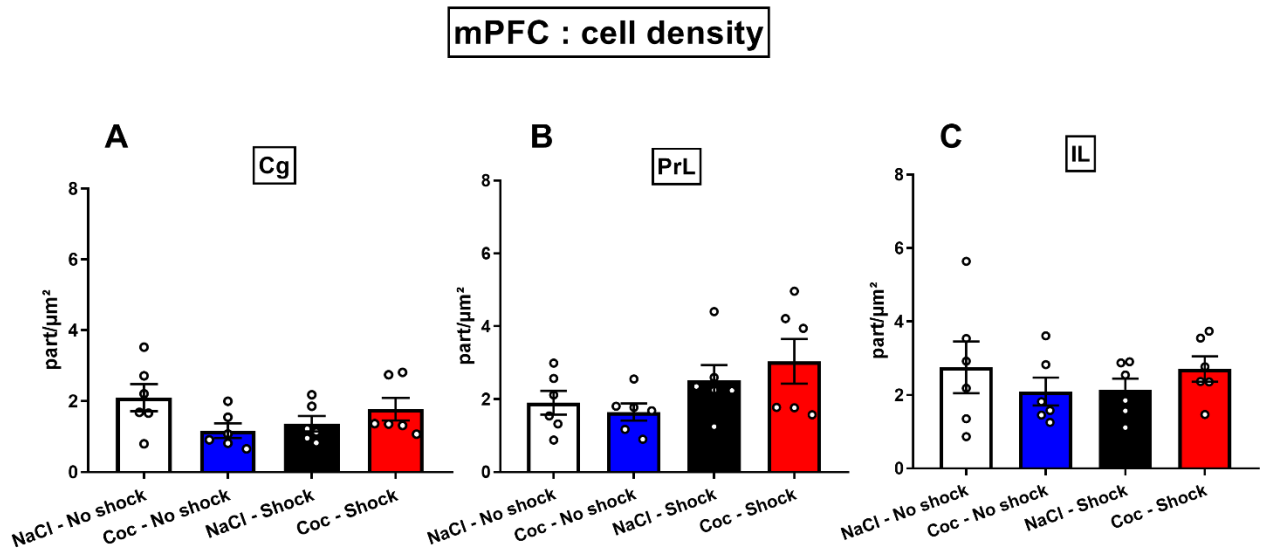 mPFC : cell density
A
Cg
part/µm²
8
6
4
2
0
NaCl - No shock
Coc - No shock
NaCl - Shock
Coc - Shock
B
PrL
part/µm²
8
6
4
2
0
NaCl - No shock
Coc - No shock
NaCl - Shock
Coc - Shock
C
IL
part/µm²
8
6
4
2
0
NaCl - No shock
Coc - No shock
NaCl - Shock
Coc - Shock